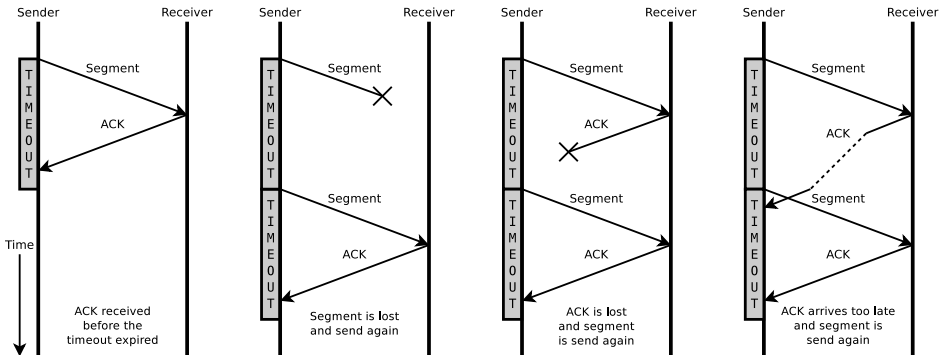 Sender
Receiver
TIMEOUT
Segment
ACK
Time
ACK received
before the
timeout expired
Sender
Receiver
TIMEOUT
Segment
TIMEOUT
Segment
ACK
Segment is lost
and send again
Sender
Receiver
TIMEOUT
Segment
ACK
TIMEOUT
Segment
ACK
ACK is lost
and segment
is send again
Sender
Receiver
TIMEOUT
Segment
ACK
TIMEOUT
Segment
ACK
ACK arrives too late
and segment is
send again